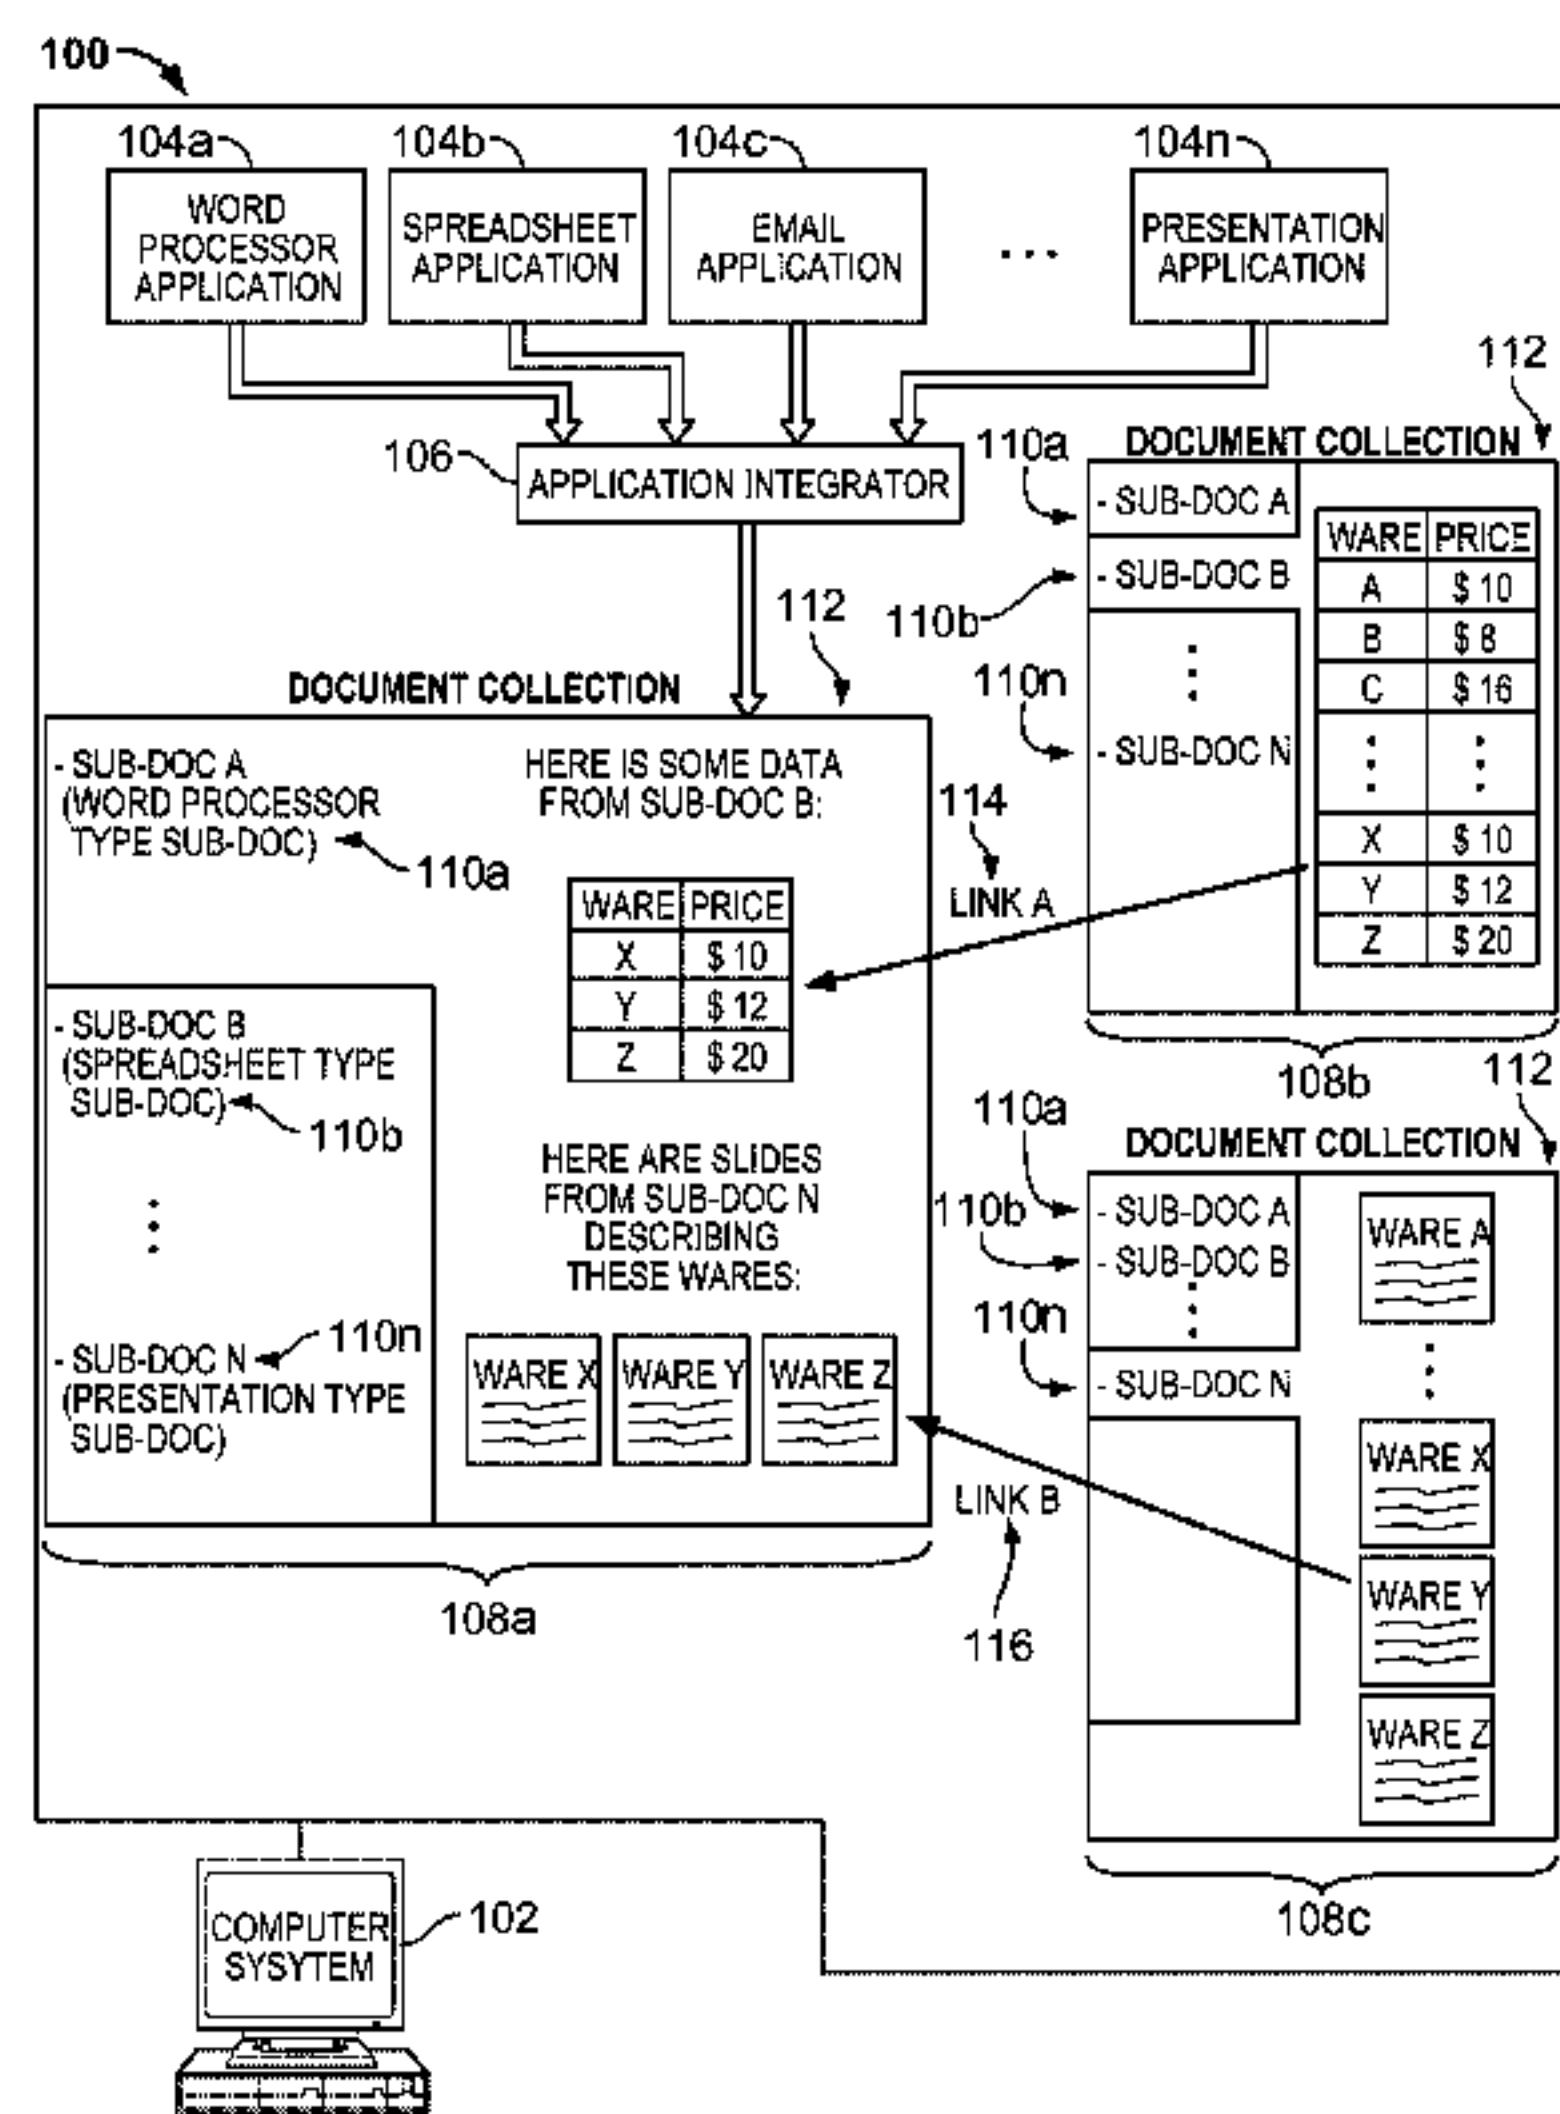 100
104a
104b
104c
104n
WORD
PROCESSOR
APPLICATION
SPREADSHEET
APPLICATION
EMAIL
APPLICATION
...
PRESENTATION
APPLICATION
106
APPLICATION INTEGRATOR
112
DOCUMENT COLLECTION
110a
- SUB-DOC A
110b
- SUB-DOC B
110n
- SUB-DOC N
WARE PRICE
A $ 10
B $ 8
C $ 16
X $ 10
Y $ 12
Z $ 20
108b
112
DOCUMENT COLLECTION
- SUB-DOC A
(WORD PROCESSOR
TYPE SUB-DOC)
110a
- SUB-DOC B
(SPREADSHEET TYPE
SUB-DOC)
110b
- SUB-DOC N
110n
(PRESENTATION TYPE
SUB-DOC)
HERE IS SOME DATA
FROM SUB-DOC B:
WARE PRICE
X $ 10
Y $ 12
Z $ 20
HERE ARE SLIDES
FROM SUB-DOC N
DESCRIBING
THESE WARES:
WARE X
WARE Y
WARE Z
108a
114
LINK A
LINK B
116
112
DOCUMENT COLLECTION
110a
- SUB-DOC A
110b
- SUB-DOC B
110n
- SUB-DOC N
WARE A
WARE X
WARE Y
WARE Z
108c
COMPUTER
SYSYTEM
102